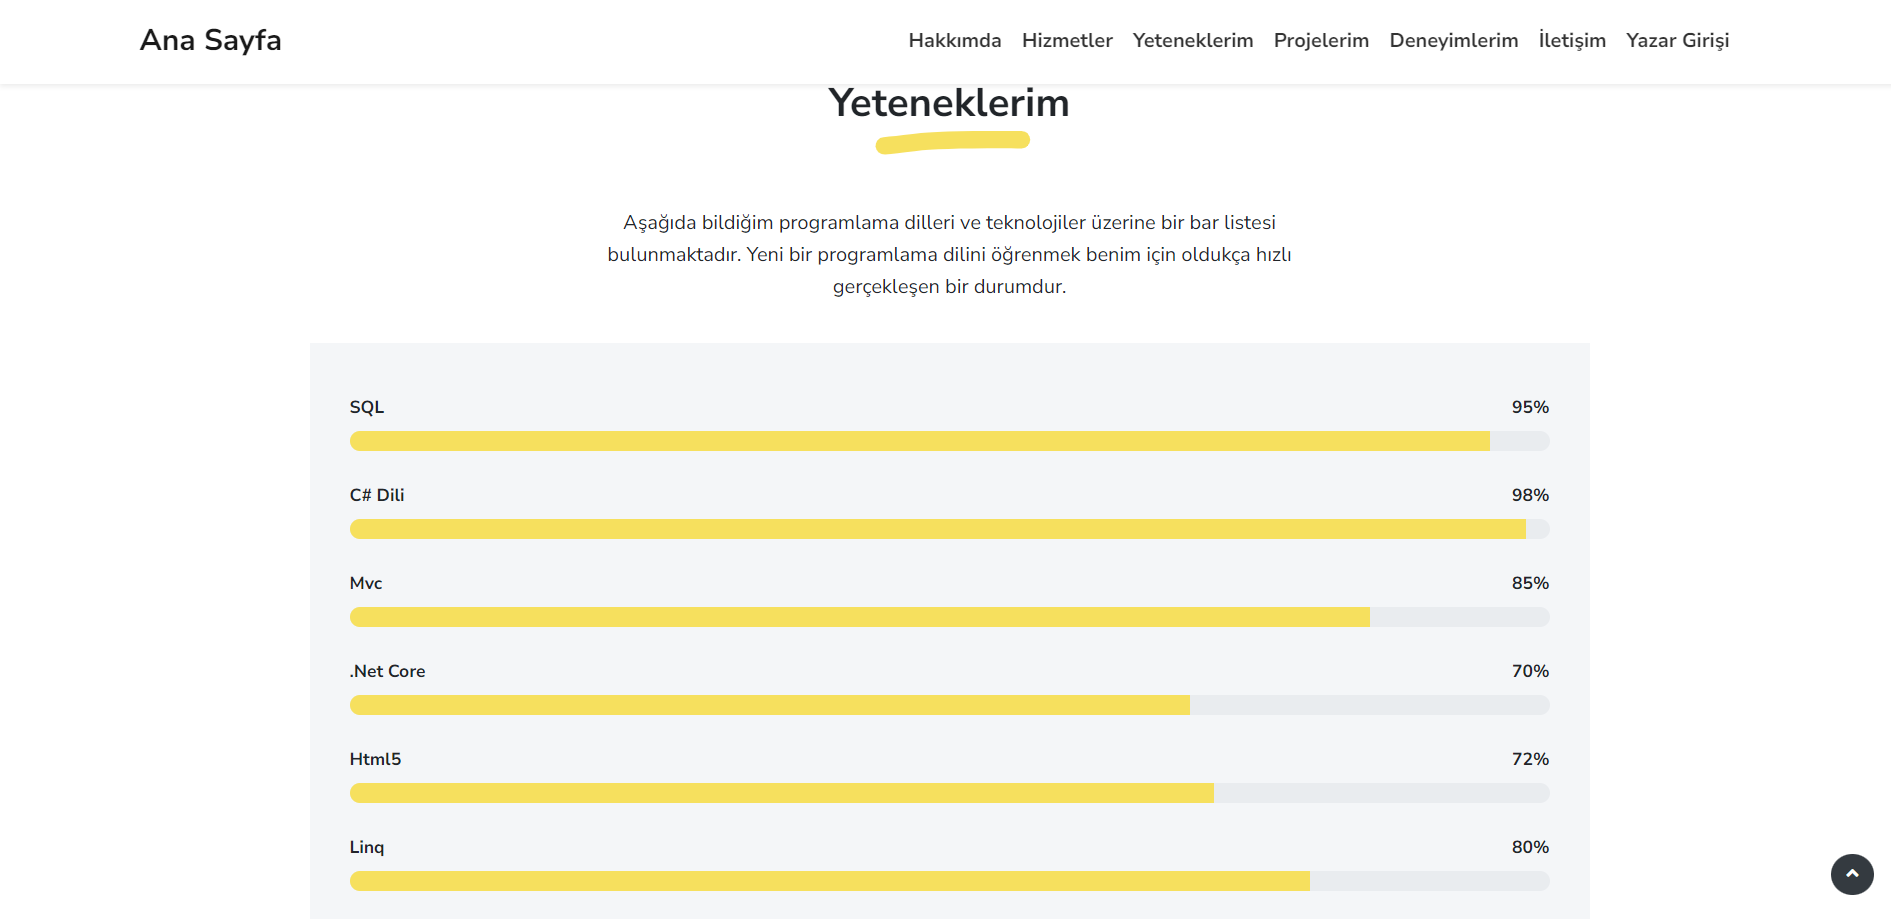 Ana Sayfa
Hakkımda Hizmetler Yeteneklerim Projelerim Deneyimlerim İletişim Yazar Girişi
Yeteneklerim
Aşağıda bildiğim programlama dilleri ve teknolojiler üzerine bir bar listesi
bulunmaktadır. Yeni bir programlama dilini öğrenmek benim için oldukça hızlı
gerçekleşen bir durumdur.
SQL 95%
C# Dili 98%
Mvc 85%
.Net Core 70%
Html5 72%
Linq 80%